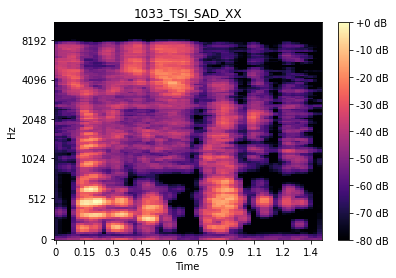 1033_TSI_SAD_XX
Hz
8192
4096
2048
1024
512
0
0 0.15 0.3 0.45 0.6 0.75 0.9 1.1 1.2 1.4
Time
+0 dB
-10 dB
-20 dB
-30 dB
-40 dB
-50 dB
-60 dB
-70 dB
-80 dB